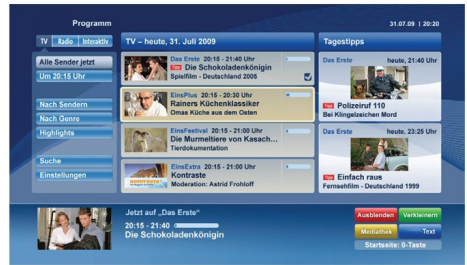 Programm
31.07.09 | 20:20
TV Radio Interaktiv
TV – heute, 31. Juli 2009
Tagestipps
Alle Sender jetzt
Um 20:15 Uhr
Nach Sendern
Nach Genre
Highlights
Suche
Einstellungen
Das Erste 20:15 - 21:40 Uhr
Tipp Die Schokoladenkönigin
Spielfilm - Deutschland 2005
EinsPlus 20:15 - 20:30 Uhr
Rainers Küchenklassiker
Omas Küche aus dem Osten
EinsFestival 20:15 - 21:00 Uhr
Die Murmeltiere von Kasach...
Tierdokumentation
EinsExtra 20:15 - 21:00 Uhr
Kontraste
Moderation: Astrid Frohloff
Das Erste heute, 21:40 Uhr
Tipp Polizeiruf 110
Bei Klingelzeichen Mord
Das Erste heute, 23:25 Uhr
Tipp Einfach raus
Fernsehfilm - Deutschland 1999
Jetzt auf „Das Erste“
20:15 - 21:40
Die Schokoladenkönigin
Ausblenden Verkleinern
Mediathek Text
Startseite: 0-Taste